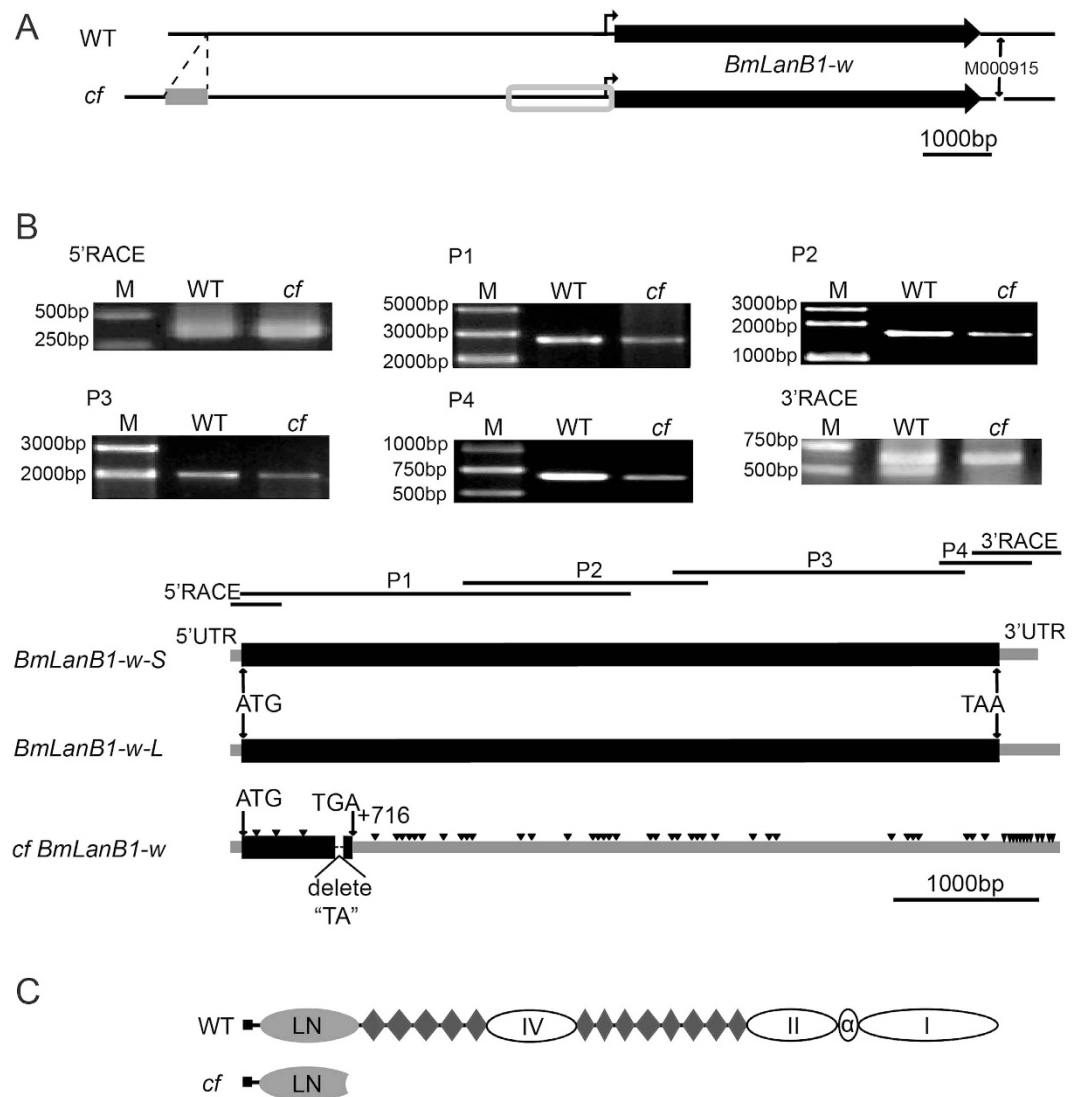 A
WT
BmLanB1-w
M000915
cf
1000bp
B
5'RACE
P1
P2
M WT cf
500bp
250bp
M WT cf
5000bp
3000bp
2000bp
M WT cf
3000bp
2000bp
1000bp
P3
P4
3'RACE
M WT cf
3000bp
2000bp
M WT cf
1000bp
750bp
500bp
M WT cf
750bp
500bp
3'RACE
P4
P3
P2
P1
5'RACE
5'UTR
3'UTR
BmLanB1-w-S
ATG
TAA
BmLanB1-w-L
ATG
TGA
+716
cf BmLanB1-w
delete
“TA”
1000bp
C
WT
LN
IV
II
α
I
cf
LN